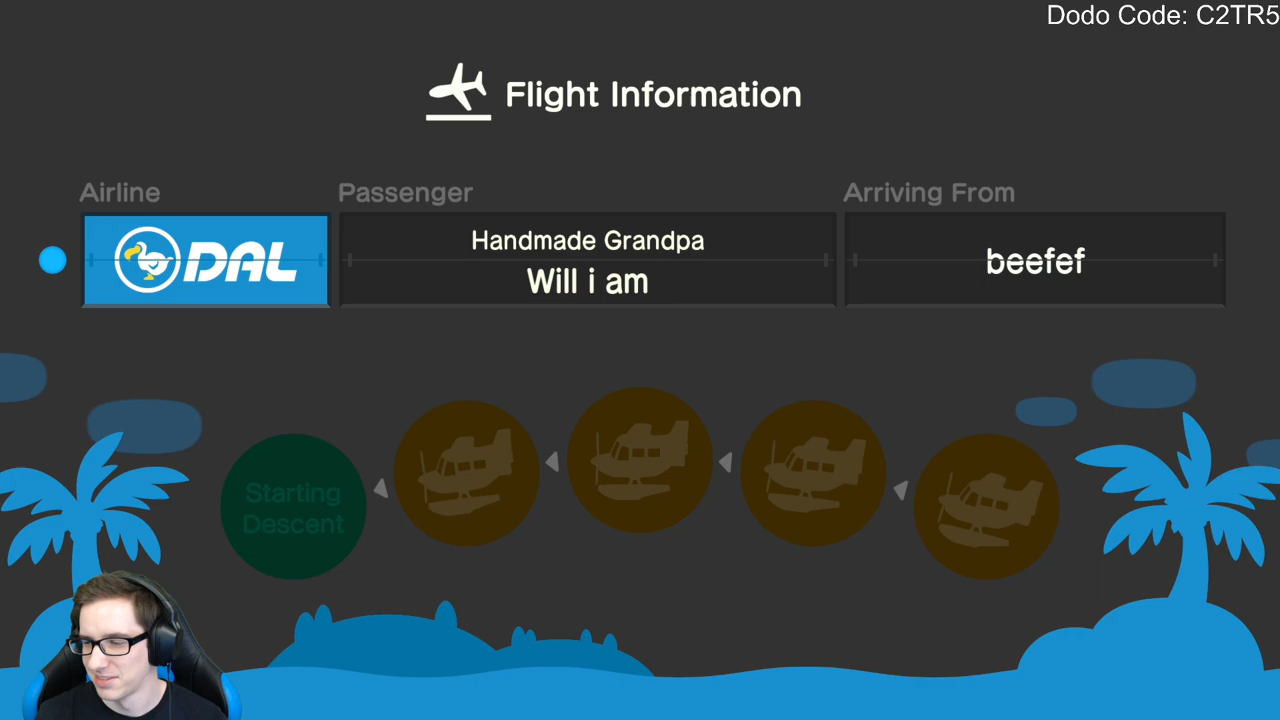 Dodo Code: C2TR5
Flight Information
Airline
Passenger
Arriving From
DAL
Handmade Grandpa
Will i am
beefef
Starting
Descent